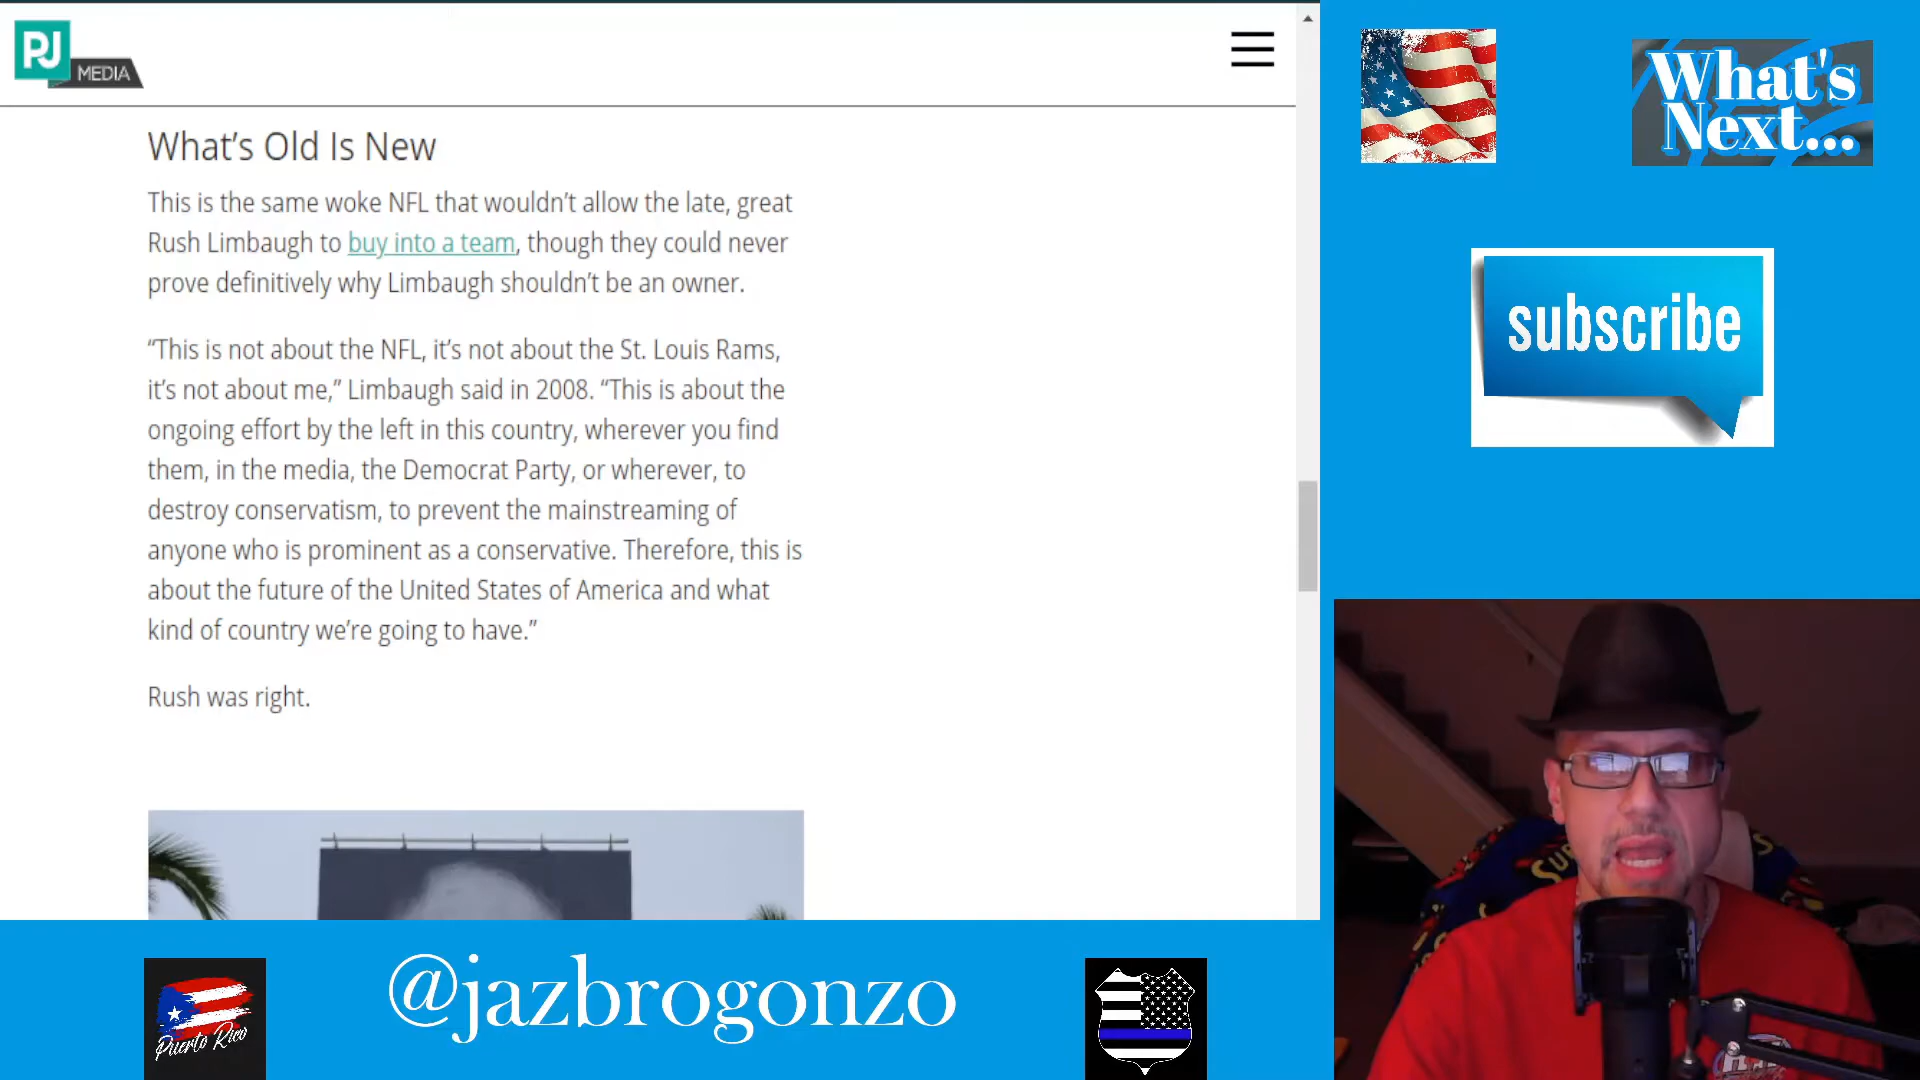 PJ
MEDIA
What's Old Is New
This is the same woke NFL that wouldn’t allow the late, great
Rush Limbaugh to buy into a team, though they could never
prove definitively why Limbaugh shouldn’t be an owner.
“This is not about the NFL, it’s not about the St. Louis Rams,
it’s not about me,” Limbaugh said in 2008. “This is about the
ongoing effort by the left in this country, wherever you find
them, in the media, the Democrat Party, or wherever, to
destroy conservatism, to prevent the mainstreaming of
anyone who is prominent as a conservative. Therefore, this is
about the future of the United States of America and what
kind of country we’re going to have.”
Rush was right.
What's
Next...
subscribe
Puerto Rico
@jazbrogonzo